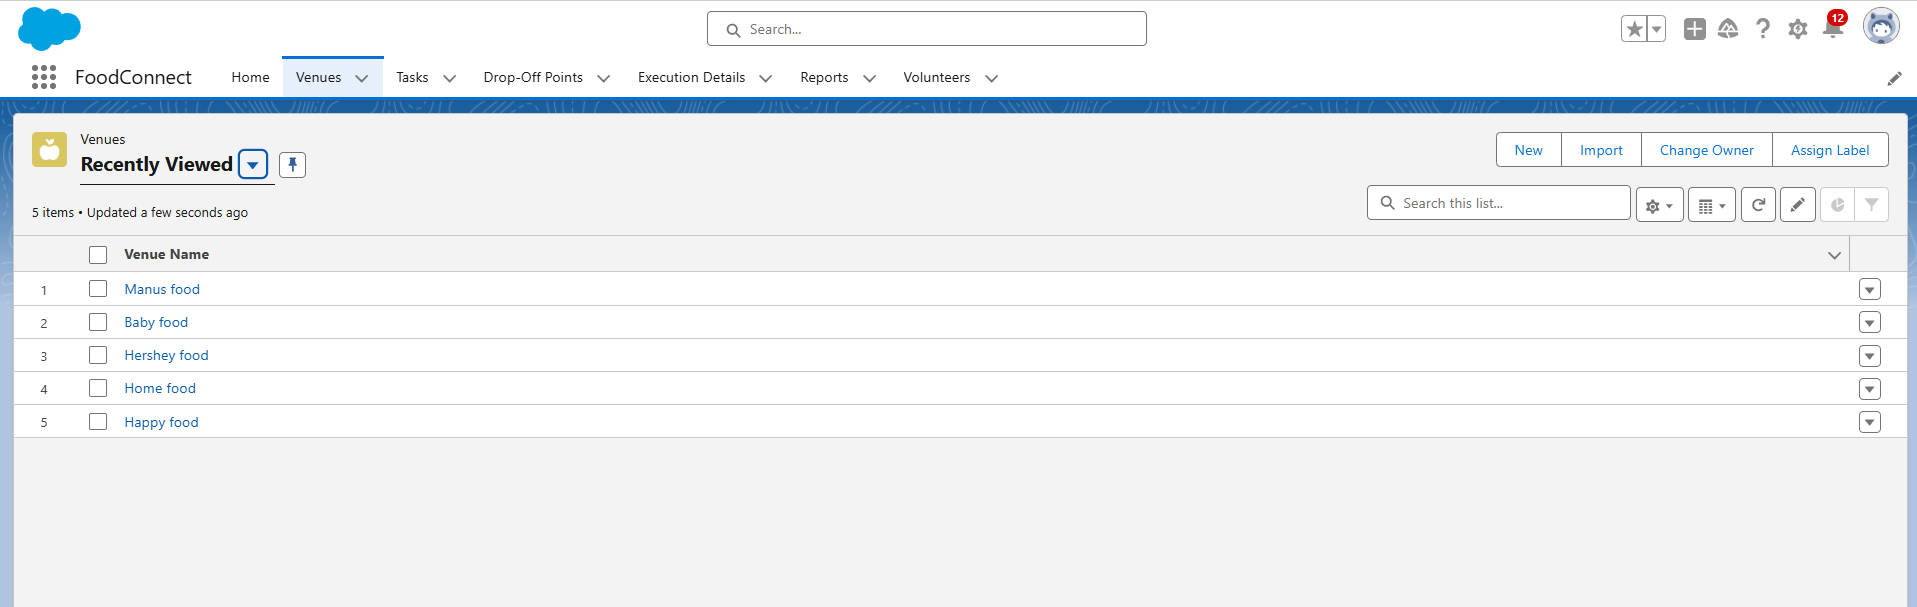 Search...
12
FoodConnect
Home
Venues
Tasks
Drop-Off Points
Execution Details
Reports
Volunteers
Venues
Recently Viewed
New
Import
Change Owner
Assign Label
5 items • Updated a few seconds ago
Search this list...
Venue Name
1 Manus food
2 Baby food
3 Hershey food
4 Home food
5 Happy food